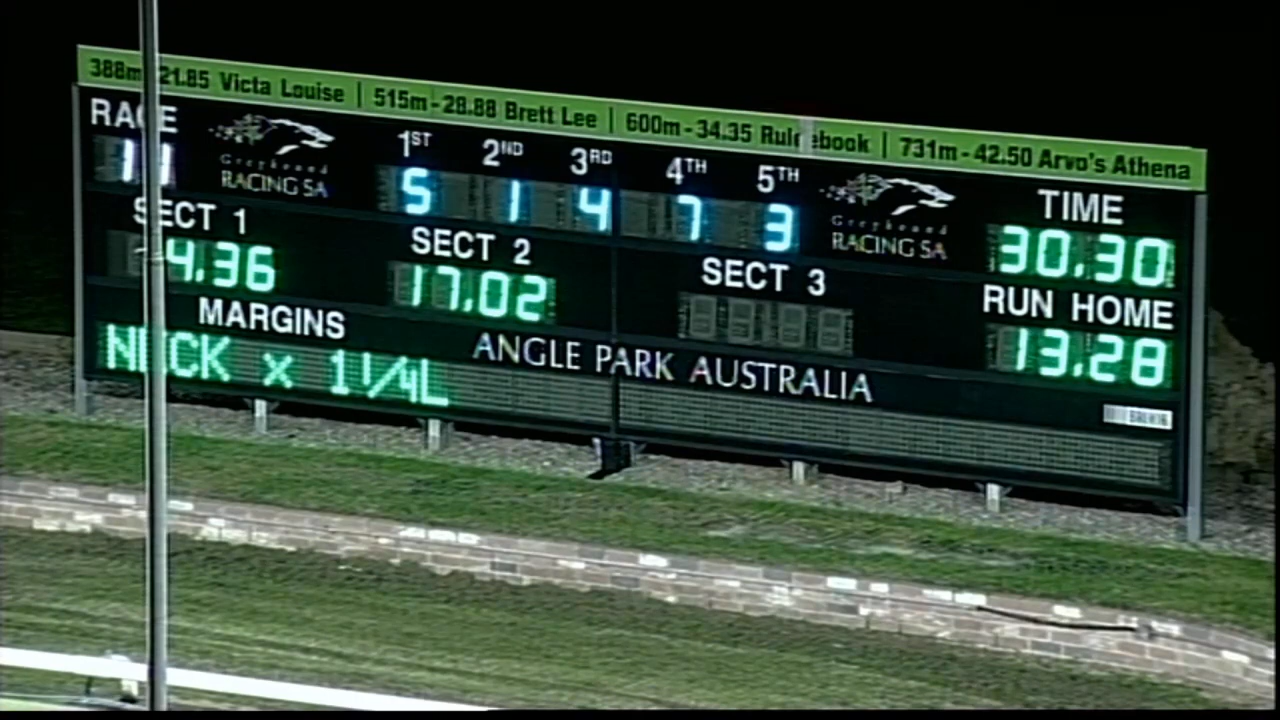 388m 21.85 Victa Louise | 515m - 28.88 Brett Lee | 600m - 34.35 Rulebook | 731m - 42.50 Arvo's Athena
RACE 1ST 2ND 3RD 4TH 5TH TIME
11 5 1 4 7 3 30.30
Greyhound RACING SA Greyhound RACING SA
SECT 1 SECT 2 SECT 3 RUN HOME
4.36 17.02 13.28
MARGINS ANGLE PARK AUSTRALIA
NECK x 1 1/4L